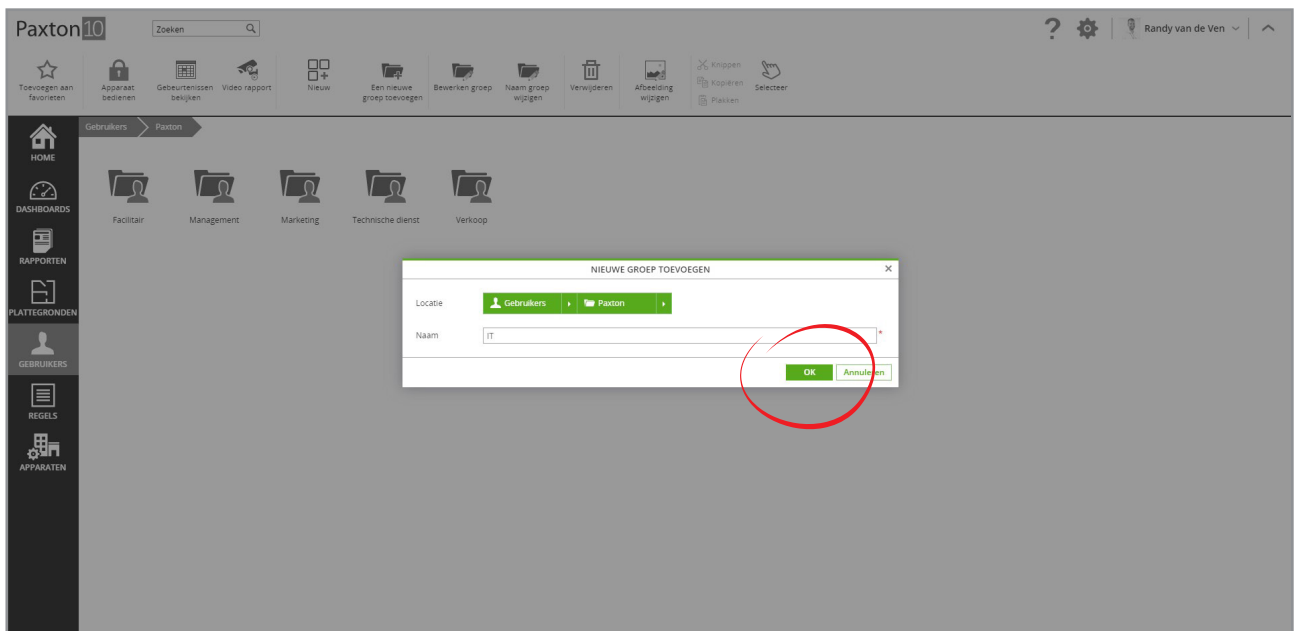 Paxton10
Zoeken
Randy van de Ven
Toevoegen aan
favorieten
Apparaat
bedienen
Gebeurtenissen
bekijken
Video rapport
Nieuw
Een nieuwe
groep toevoegen
Bewerken groep
Naam groep
wijzigen
Verwijderen
Afbeelding
wijzigen
Knippen
Kopiëren
Plakken
Selecteer
Gebruikers
Paxton
HOME
DASHBOARDS
RAPPORTEN
PLATTEGRONDEN
GEBRUIKERS
REGELS
APPARATEN
Facilitair
Management
Marketing
Technische dienst
Verkoop
NIEUWE GROEP TOEVOEGEN
Locatie
Gebruikers
Paxton
Naam
IT
*
OK
Annuleren